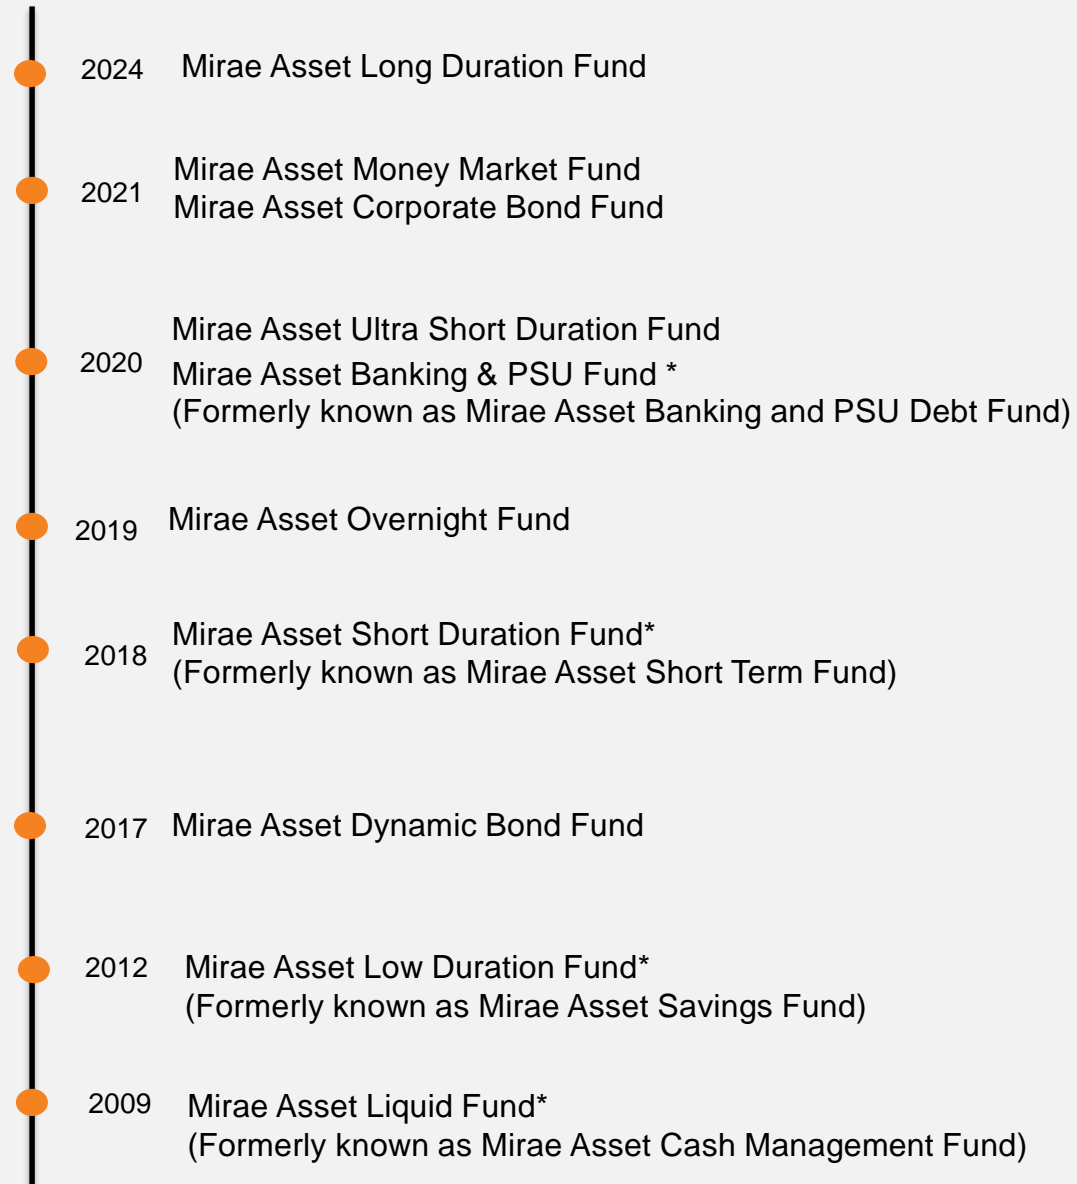 2024 Mirae Asset Long Duration Fund
Mirae Asset Money Market Fund
2021 Mirae Asset Corporate Bond Fund
Mirae Asset Ultra Short Duration Fund
2020 Mirae Asset Banking & PSU Fund *
(Formerly known as Mirae Asset Banking and PSU Debt Fund)
2019 Mirae Asset Overnight Fund
Mirae Asset Short Duration Fund*
2018 (Formerly known as Mirae Asset Short Term Fund)
2017 Mirae Asset Dynamic Bond Fund
2012 Mirae Asset Low Duration Fund*
(Formerly known as Mirae Asset Savings Fund)
2009 Mirae Asset Liquid Fund*
(Formerly known as Mirae Asset Cash Management Fund)